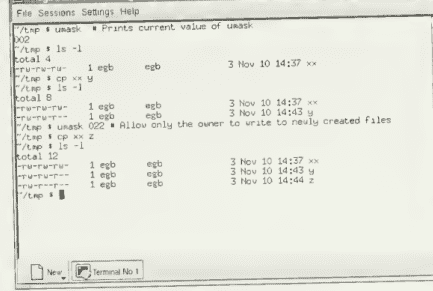 File Sessions Settings Help
~/tmp $ umask # Prints current value of umask
002
~/tmp $ ls -l
total 4
-rw-rw-rw- 1 egb egb 3 Nov 10 14:37 xx
~/tmp $ cp xx y
~/tmp $ ls -l
total 8
-rw-rw-rw- 1 egb egb 3 Nov 10 14:37 xx
-rw-rw-r-- 1 egb egb 3 Nov 10 14:43 y
~/tmp $ umask 022 # Allow only the owner to write to newly created files
~/tmp $ cp xx z
~/tmp $ ls -l
total 12
-rw-rw-rw- 1 egb egb 3 Nov 10 14:37 xx
-rw-rw-r-- 1 egb egb 3 Nov 10 14:43 y
-rw-r--r-- 1 egb egb 3 Nov 10 14:44 z
~/tmp $
New Terminal No 1